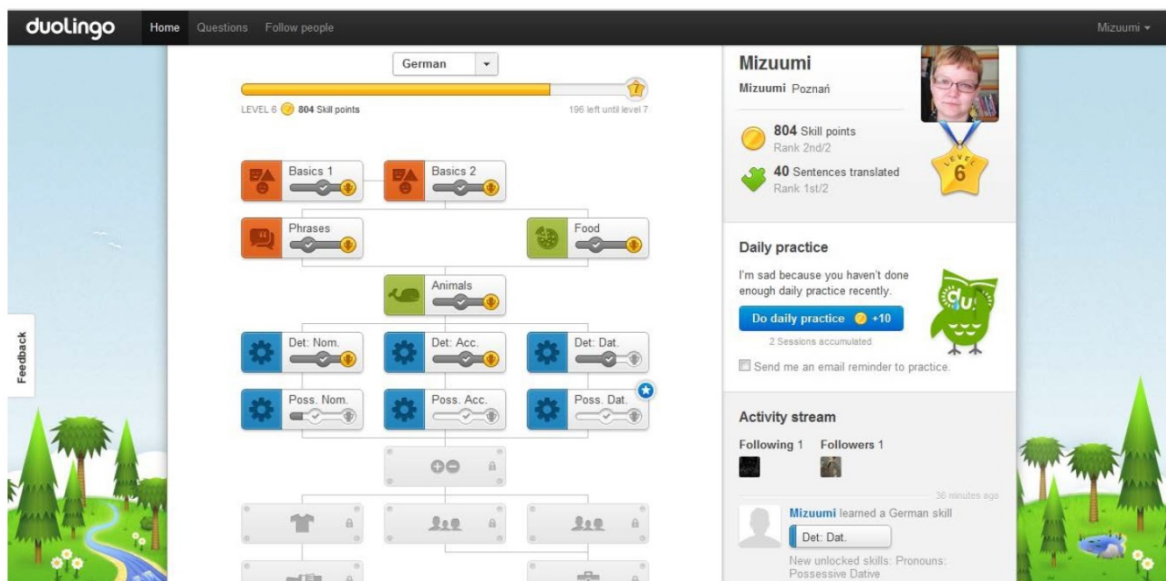 duolingo Home Questions Follow people Mizuumi
German
7
LEVEL 6 804 Skill points 196 left until level 7
Basics 1 Basics 2
Phrases Food
Animals
Det: Nom. Det: Acc. Det: Dat.
Poss. Nom. Poss. Acc. Poss. Dat.
Feedback
Mizuumi
Mizuumi Poznań
804 Skill points
Rank 2nd/2
40 Sentences translated
Rank 1st/2
LEVEL
6
Daily practice
I'm sad because you haven't done
enough daily practice recently.
Do daily practice +10
2 Sessions accumulated
Send me an email reminder to practice.
du
Activity stream
Following 1 Followers 1
36 minutes ago
Mizuumi learned a German skill
Det: Dat.
New unlocked skills: Pronouns:
Possessive Dative